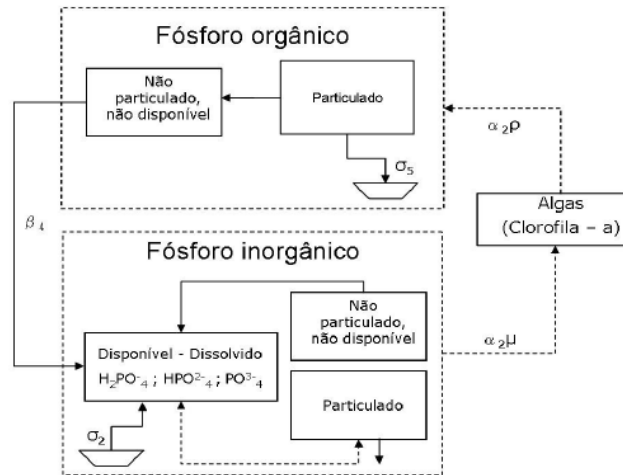 Fósforo orgânico
Não
particulado,
não disponível
Particulado
σ₅
α₂ρ
Algas
(Clorofila – a)
β₄
Fósforo inorgânico
Não
particulado,
não disponível
α₂μ
Disponível - Dissolvido
H₂PO⁻₄ ; HPO²⁻₄ ; PO³⁻₄
Particulado
σ₂